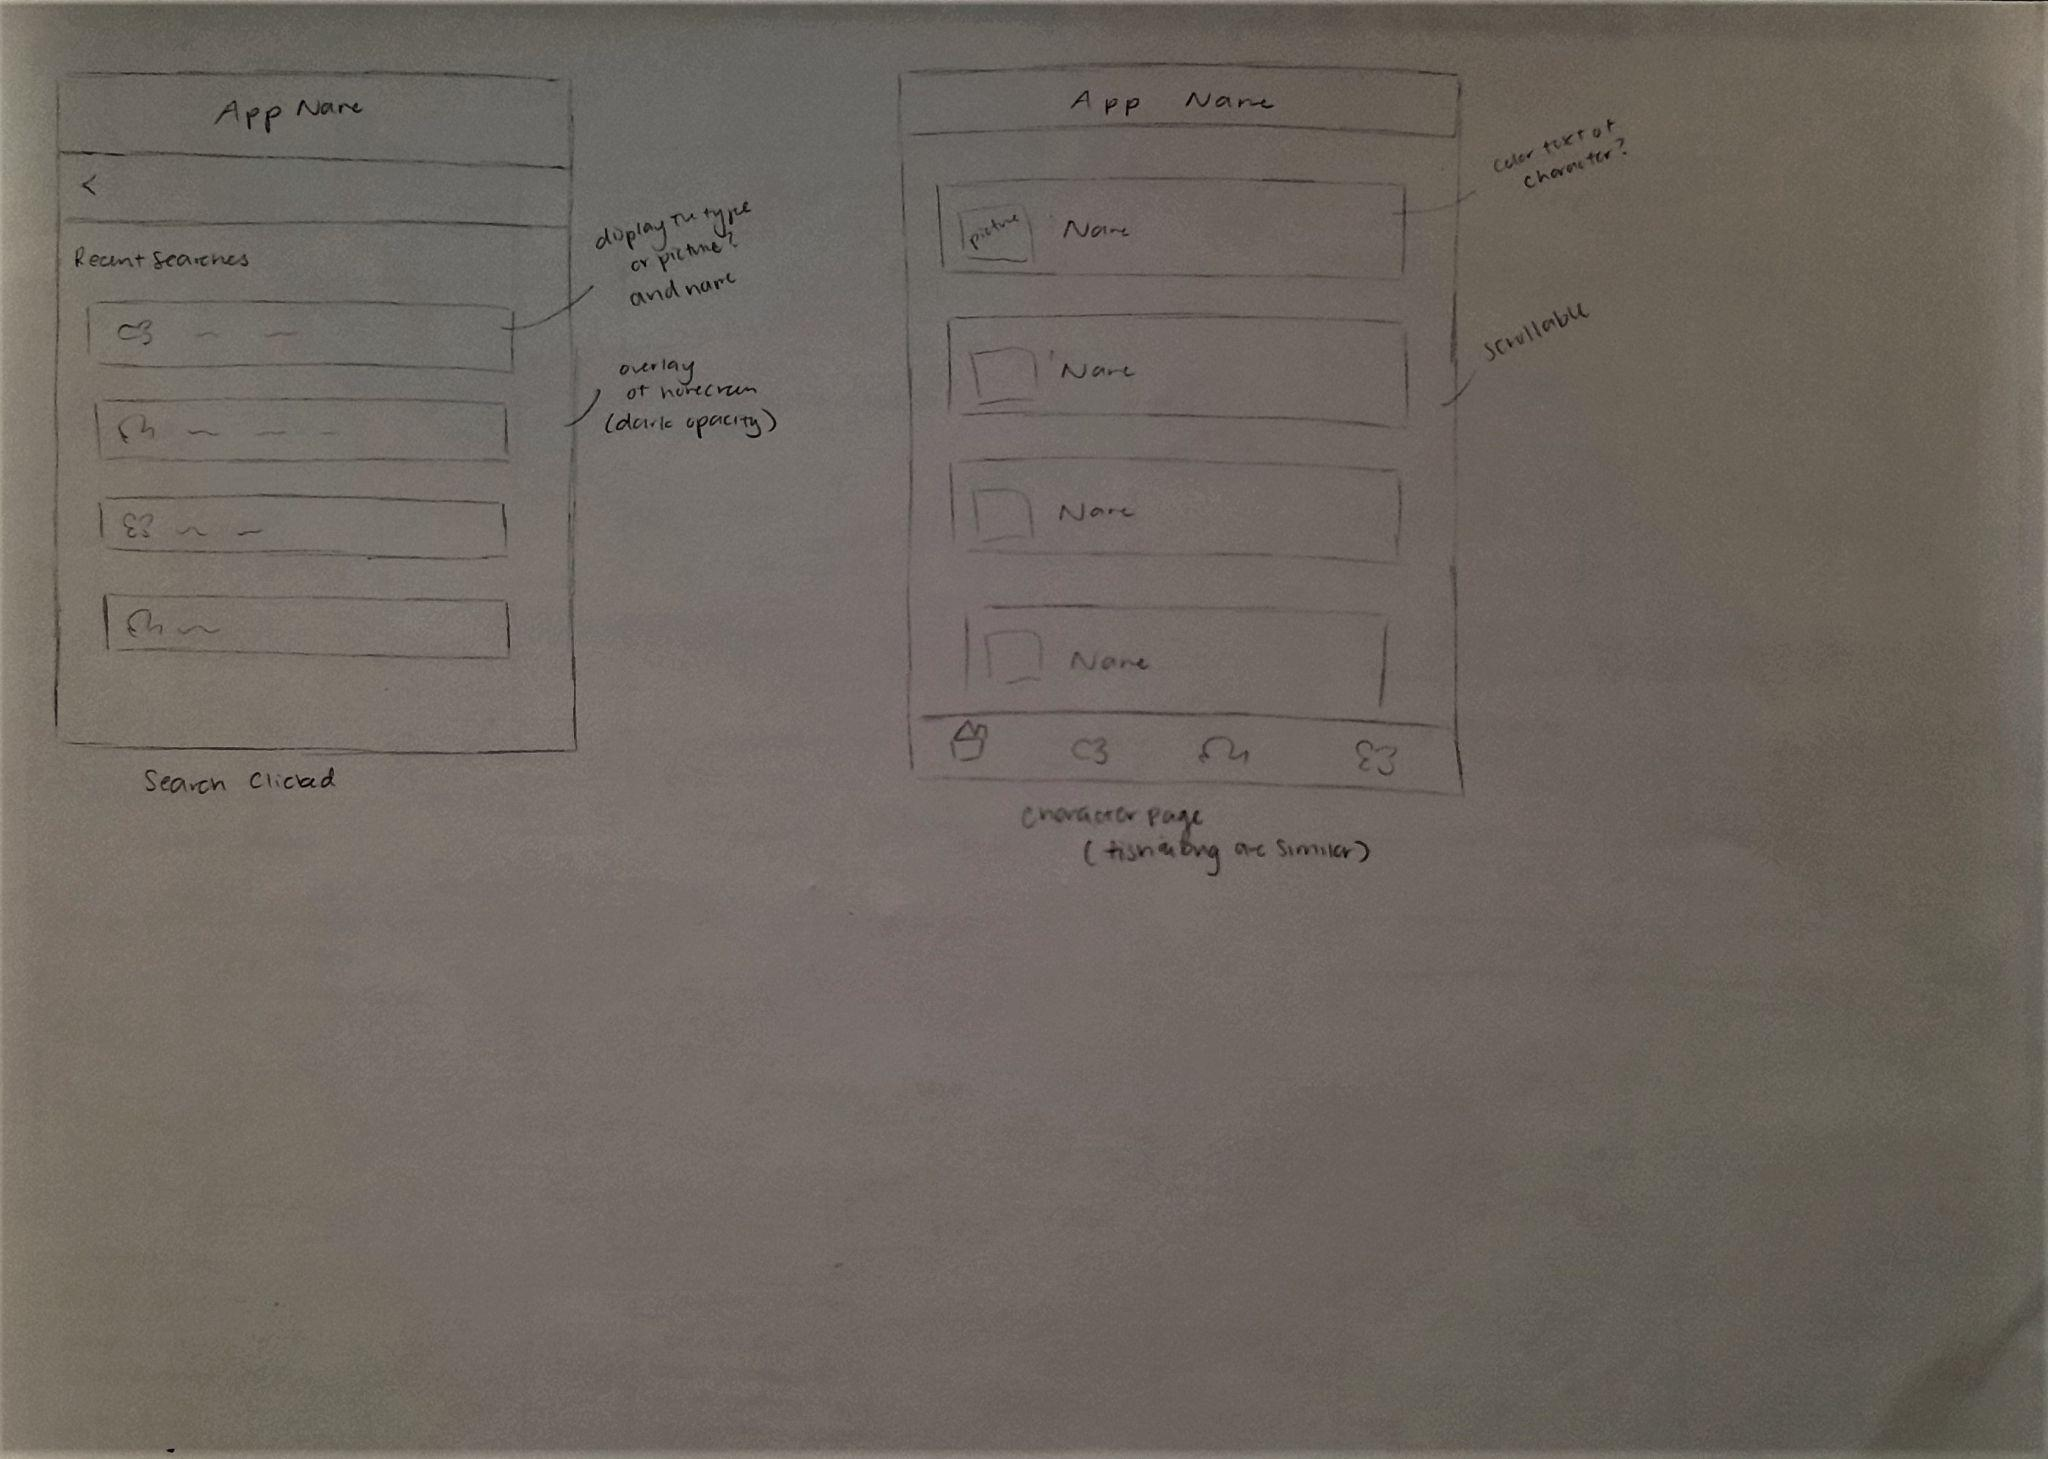 App Name
<
Recent Searches
display the type
or picture?
and name
overlay
of
(dark opacity)
Search Clicked
App Name
color text of
character?
picture
Name
Name
scrollable
Name
Name
character page
( are similar)